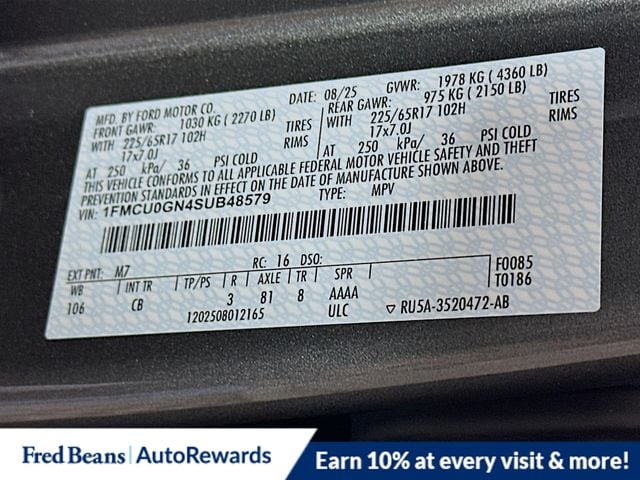 MFD. BY FORD MOTOR CO.
DATE: 08/25 GVWR: 1978 KG ( 4360 LB)
FRONT GAWR: 1030 KG ( 2270 LB) REAR GAWR: 975 KG ( 2150 LB)
WITH 225/65R17 102H TIRES WITH 225/65R17 102H TIRES
17x7.0J RIMS 17x7.0J RIMS
AT 250 kPa/ 36 PSI COLD AT 250 kPa/ 36 PSI COLD
THIS VEHICLE CONFORMS TO ALL APPLICABLE FEDERAL MOTOR VEHICLE SAFETY AND THEFT
PREVENTION STANDARDS IN EFFECT ON THE DATE OF MANUFACTURE SHOWN ABOVE.
VIN: 1FMCU0GN4SUB48579 TYPE: MPV
EXT PNT: M7 RC: 16 DSO: F0085
WB INT TR TP/PS R AXLE TR SPR T0186
106 CB 3 81 8 AAAA
1202508012165 ULC ▽ RU5A-3520472-AB
Fred Beans | AutoRewards Earn 10% at every visit & more!